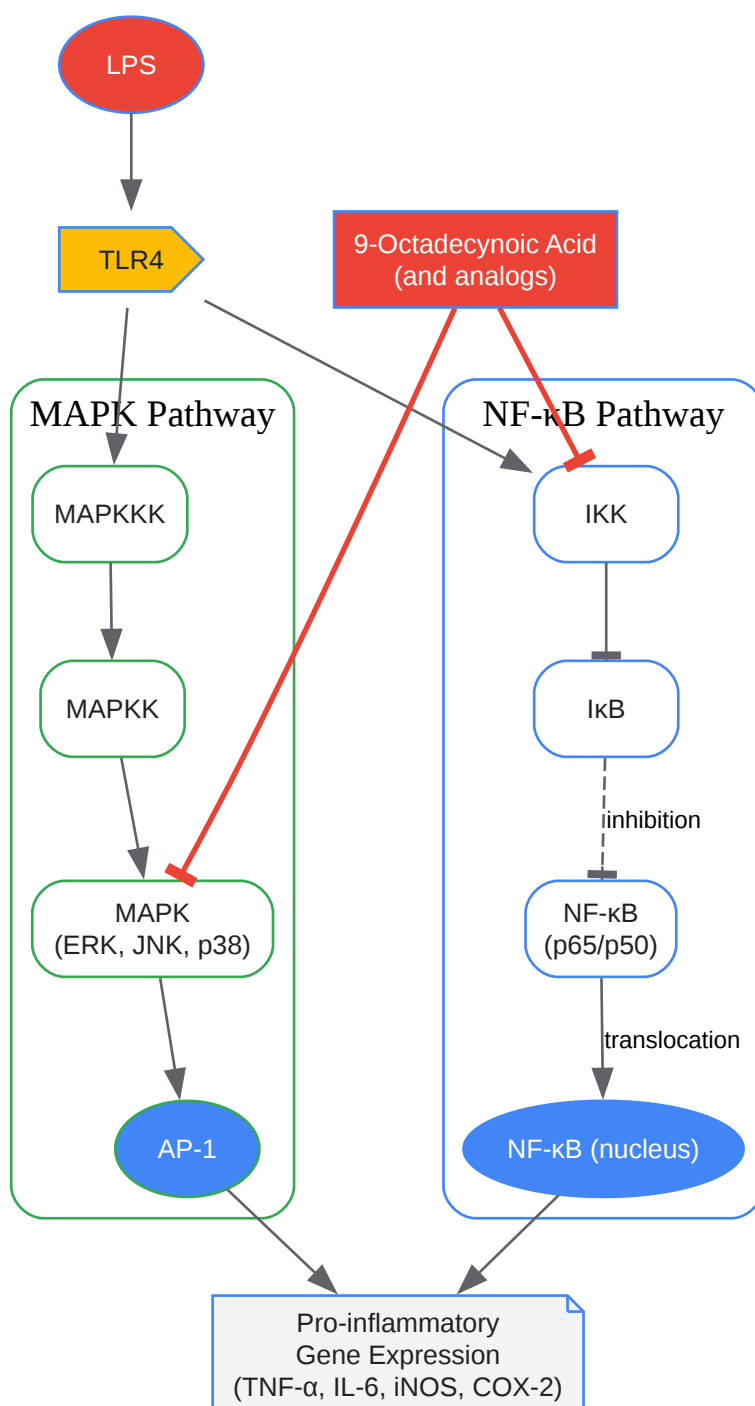 LPS
TLR4
9-Octadecynoic Acid
(and analogs)
MAPK Pathway
NF-κB Pathway
MAPKKK
IKK
MAPKK
IκB
inhibition
MAPK
(ERK, JNK, p38)
NF-κB
(p65/p50)
translocation
AP-1
NF-κB (nucleus)
Pro-inflammatory
Gene Expression
(TNF-α, IL-6, iNOS, COX-2)